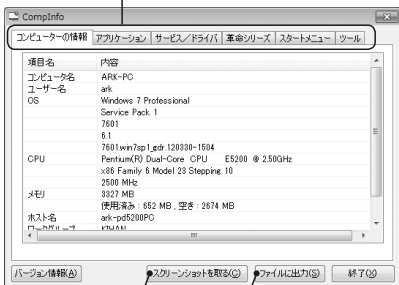 CompInfo
コンピューターの情報 アプリケーション サービス／ドライバ 革命シリーズ スタートメニュー ツール
項目名 内容
コンピュータ名 ARK-PC
ユーザー名 ark
OS Windows 7 Professional
Service Pack 1
7601
6.1
7601.win7sp1_gdr.120330-1504
CPU Pentium(R) Dual-Core CPU E5200 @ 2.50GHz
x86 Family 6 Model 23 Stepping 10
2500 MHz
メモリ 3327 MB
使用済み : 652 MB , 空き : 2674 MB
ホスト名 ark-pd5200PC
バージョン情報(A) スクリーンショットを取る(C) ファイルに出力(S) 終了(X)